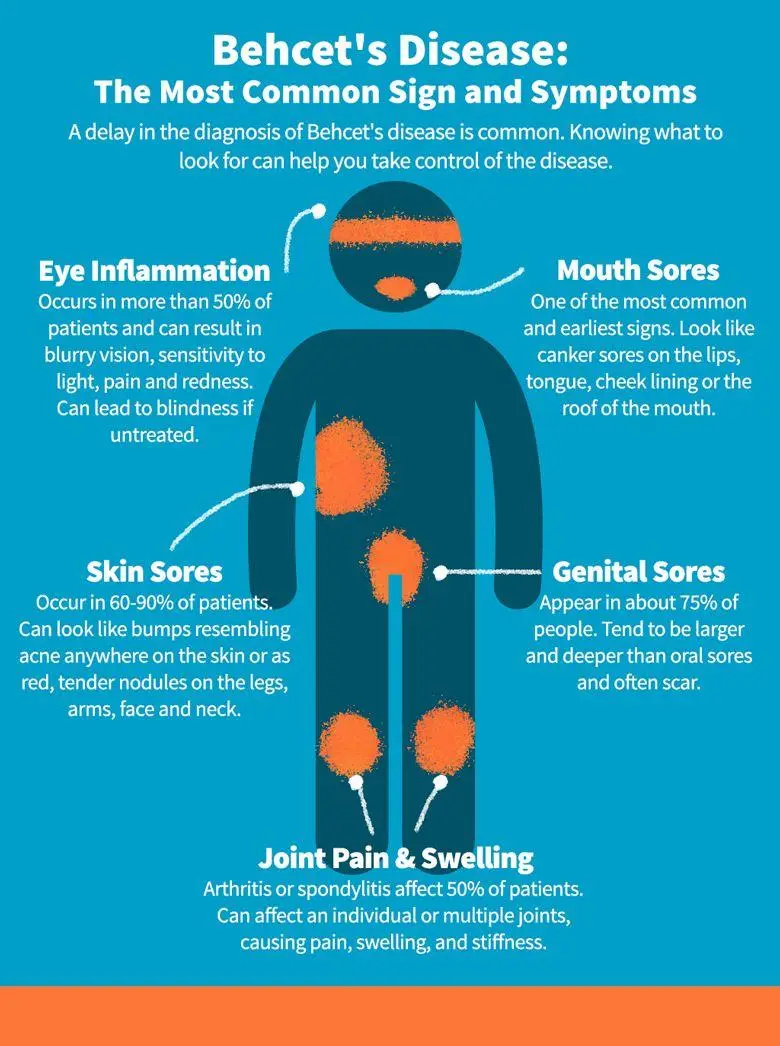 Behcet's Disease:
The Most Common Sign and Symptoms
A delay in the diagnosis of Behcet's disease is common. Knowing what to
look for can help you take control of the disease.
Eye Inflammation
Occurs in more than 50% of
patients and can result in
blurry vision, sensitivity to
light, pain and redness.
Can lead to blindness if
untreated.
Mouth Sores
One of the most common
and earliest signs. Look like
canker sores on the lips,
tongue, cheek lining or the
roof of the mouth.
Skin Sores
Occur in 60-90% of patients.
Can look like bumps resembling
acne anywhere on the skin or as
red, tender nodules on the legs,
arms, face and neck.
Genital Sores
Appear in about 75% of
people. Tend to be larger
and deeper than oral sores
and often scar.
Joint Pain & Swelling
Arthritis or spondylitis affect 50% of patients.
Can affect an individual or multiple joints,
causing pain, swelling, and stiffness.